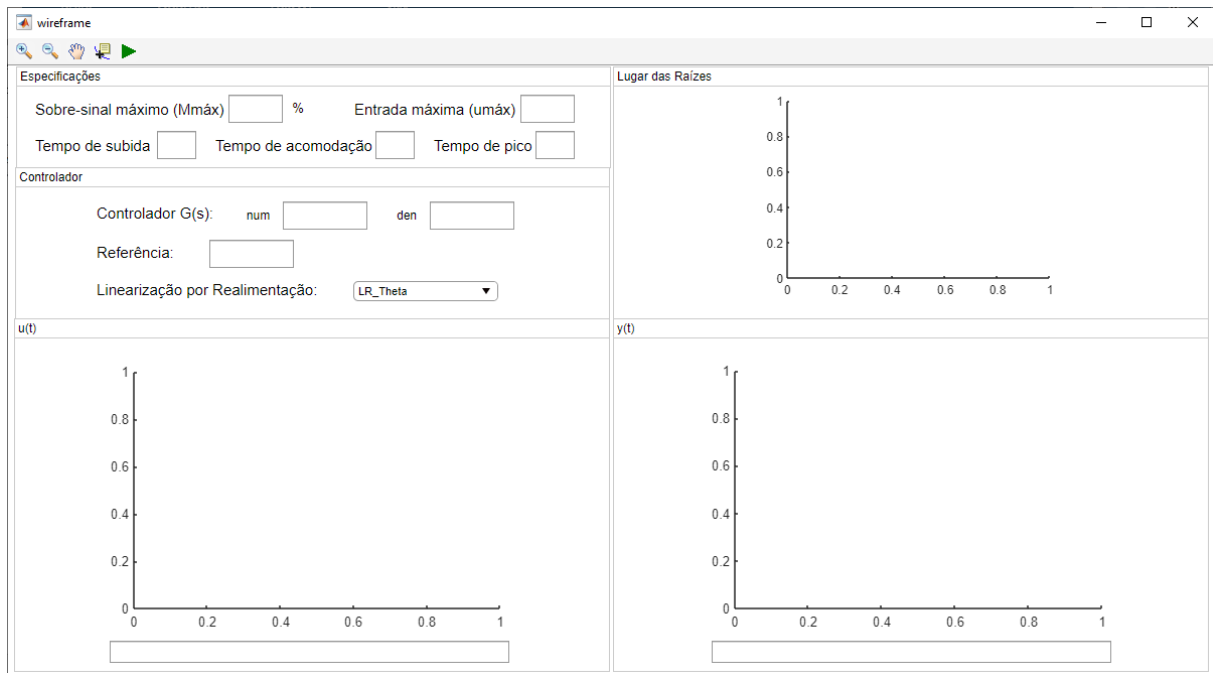 wireframe
Especificações
Sobre-sinal máximo (Mmáx) % Entrada máxima (umáx)
Tempo de subida Tempo de acomodação Tempo de pico
Controlador
Controlador G(s): num den
Referência:
Linearização por Realimentação: LR_Theta
Lugar das Raízes
1
0.8
0.6
0.4
0.2
0
0 0.2 0.4 0.6 0.8 1
u(t)
1
0.8
0.6
0.4
0.2
0
0 0.2 0.4 0.6 0.8 1
y(t)
1
0.8
0.6
0.4
0.2
0
0 0.2 0.4 0.6 0.8 1